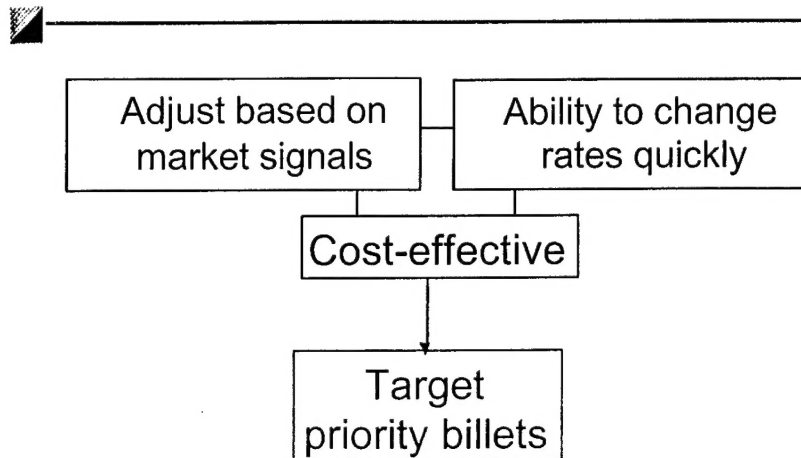 Adjust based on
market signals
Ability to change
rates quickly
Cost-effective
Target
priority billets